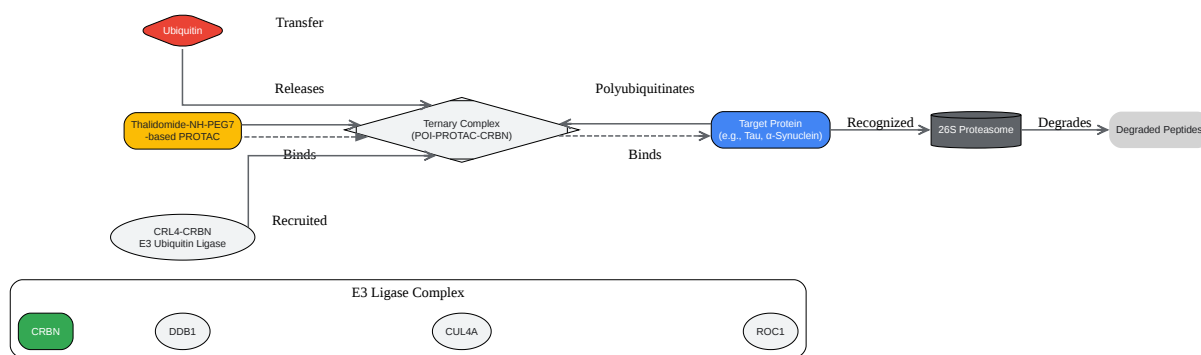 Ubiquitin
Transfer
Releases
Polyubiquitinates
Thalidomide-NH-PEG7
-based PROTAC
Ternary Complex
(POI-PROTAC-CRBN)
Target Protein
(e.g., Tau, α-Synuclein)
Recognized
26S Proteasome
Degrades
Degraded Peptides
Binds
Binds
Recruited
CRL4-CRBN
E3 Ubiquitin Ligase
E3 Ligase Complex
CRBN
DDB1
CUL4A
ROC1